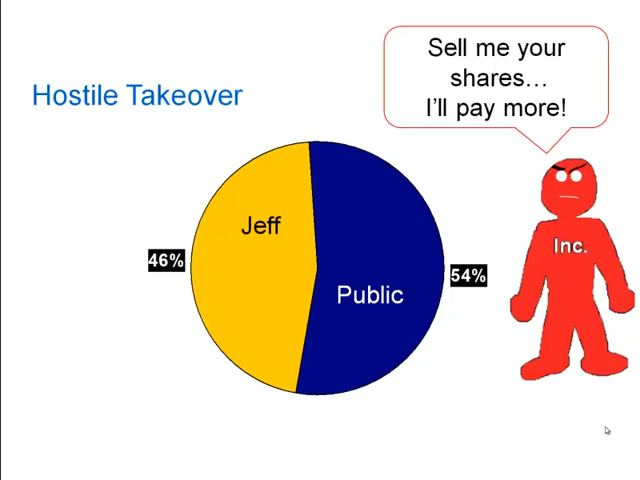 Sell me your
shares...
I'll pay more!
Hostile Takeover
Jeff
46%
Inc.
54%
Public